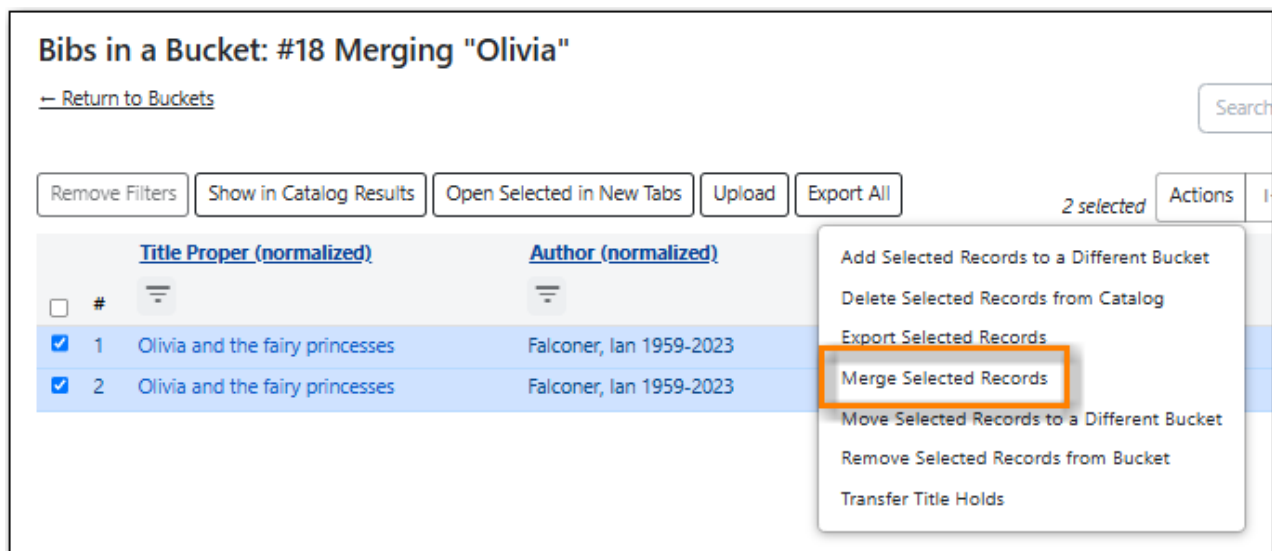 Bibs in a Bucket: #18 Merging "Olivia"
← Return to Buckets
Search
Remove Filters Show in Catalog Results Open Selected in New Tabs Upload Export All 2 selected Actions
Title Proper (normalized) Author (normalized)
#
1 Olivia and the fairy princesses Falconer, Ian 1959-2023
2 Olivia and the fairy princesses Falconer, Ian 1959-2023
Add Selected Records to a Different Bucket
Delete Selected Records from Catalog
Export Selected Records
Merge Selected Records
Move Selected Records to a Different Bucket
Remove Selected Records from Bucket
Transfer Title Holds